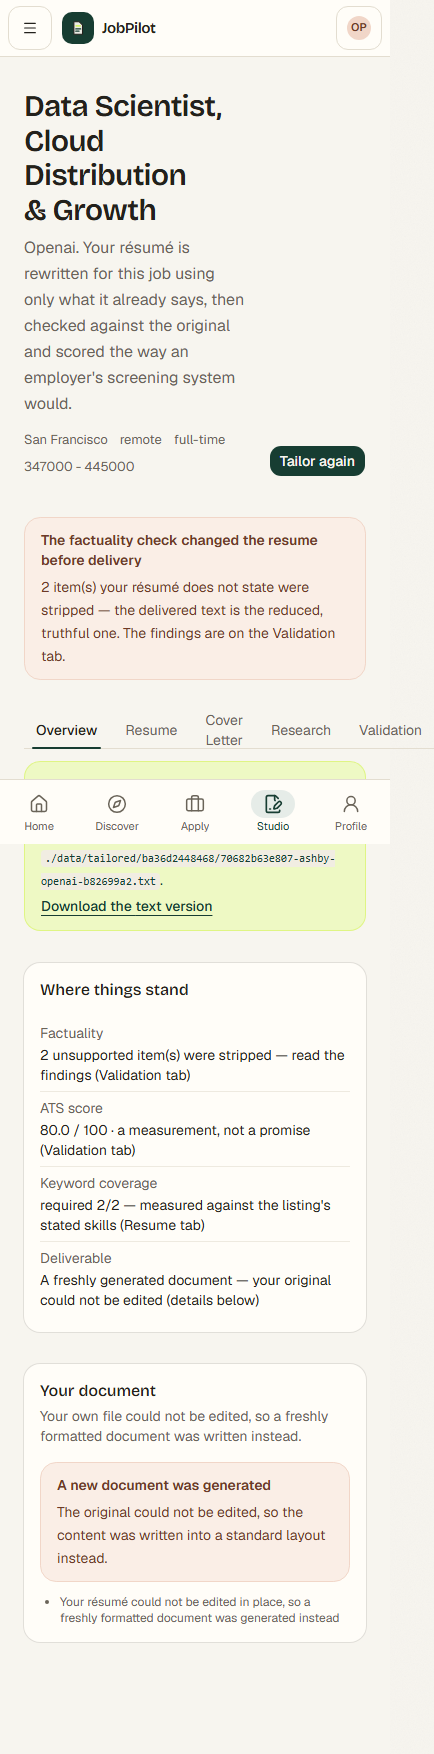 JobPilot
OP
Data Scientist,
Cloud
Distribution
& Growth
Openai. Your résumé is
rewritten for this job using
only what it already says, then
checked against the original
and scored the way an
employer's screening system
would.
San Francisco remote full-time
347000 - 445000
Tailor again
The factuality check changed the resume
before delivery
2 item(s) your résumé does not state were
stripped — the delivered text is the reduced,
truthful one. The findings are on the Validation
tab.
Overview Resume Cover Letter Research Validation
Home Discover Apply Studio Profile
./data/tailored/ba36d2448468/70682b63e807-ashby-
openai-b82699a2.txt.
Download the text version
Where things stand
Factuality
2 unsupported item(s) were stripped — read the
findings (Validation tab)
ATS score
80.0 / 100 · a measurement, not a promise
(Validation tab)
Keyword coverage
required 2/2 — measured against the listing's
stated skills (Resume tab)
Deliverable
A freshly generated document — your original
could not be edited (details below)
Your document
Your own file could not be edited, so a freshly
formatted document was written instead.
A new document was generated
The original could not be edited, so the
content was written into a standard layout
instead.
• Your résumé could not be edited in place, so a
freshly formatted document was generated instead